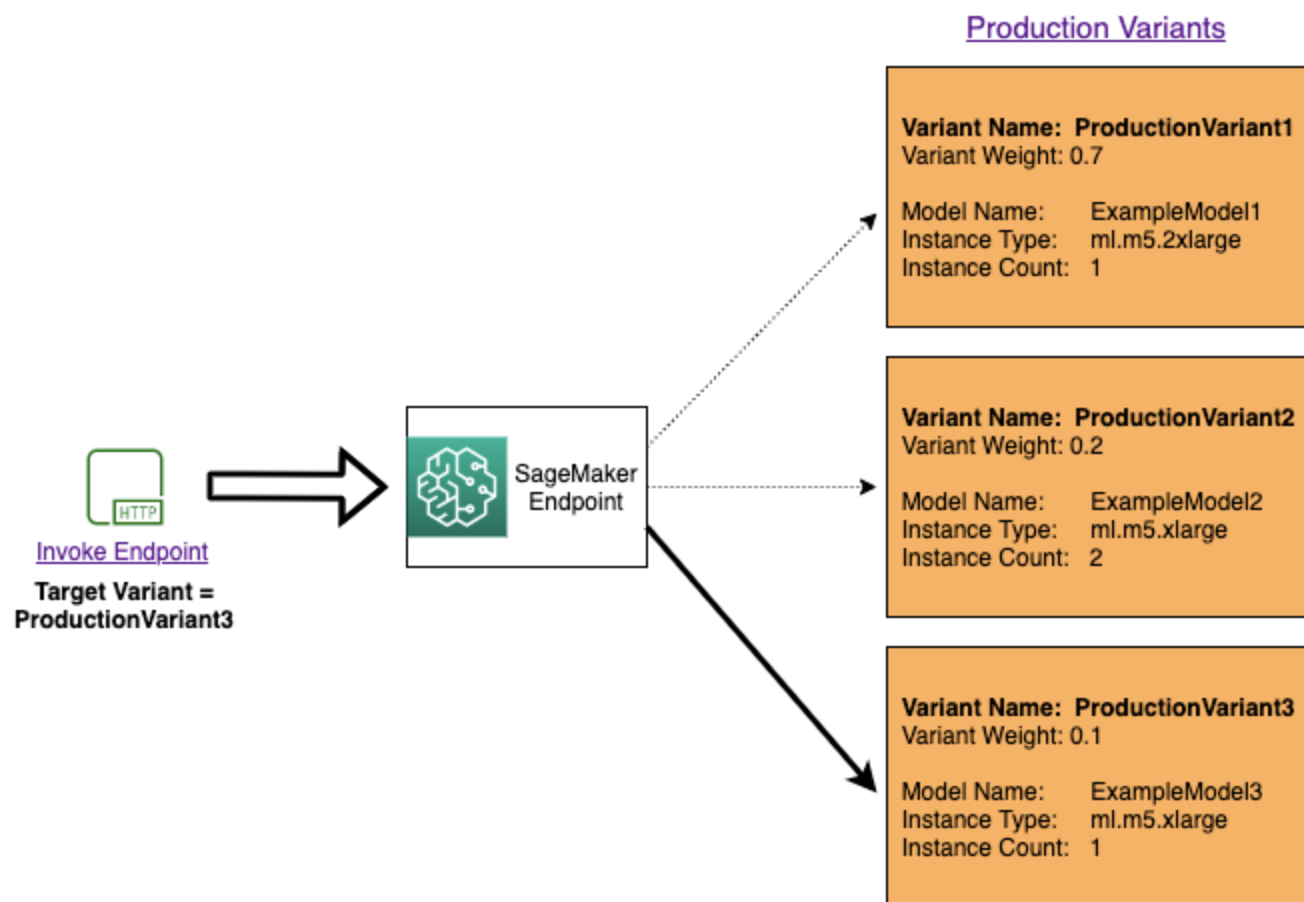 Production Variants
Variant Name: ProductionVariant1
Variant Weight: 0.7
Model Name: ExampleModel1
Instance Type: ml.m5.2xlarge
Instance Count: 1
Variant Name: ProductionVariant2
Variant Weight: 0.2
Model Name: ExampleModel2
Instance Type: ml.m5.xlarge
Instance Count: 2
HTTP
Invoke Endpoint
Target Variant =
ProductionVariant3
SageMaker
Endpoint
Variant Name: ProductionVariant3
Variant Weight: 0.1
Model Name: ExampleModel3
Instance Type: ml.m5.xlarge
Instance Count: 1